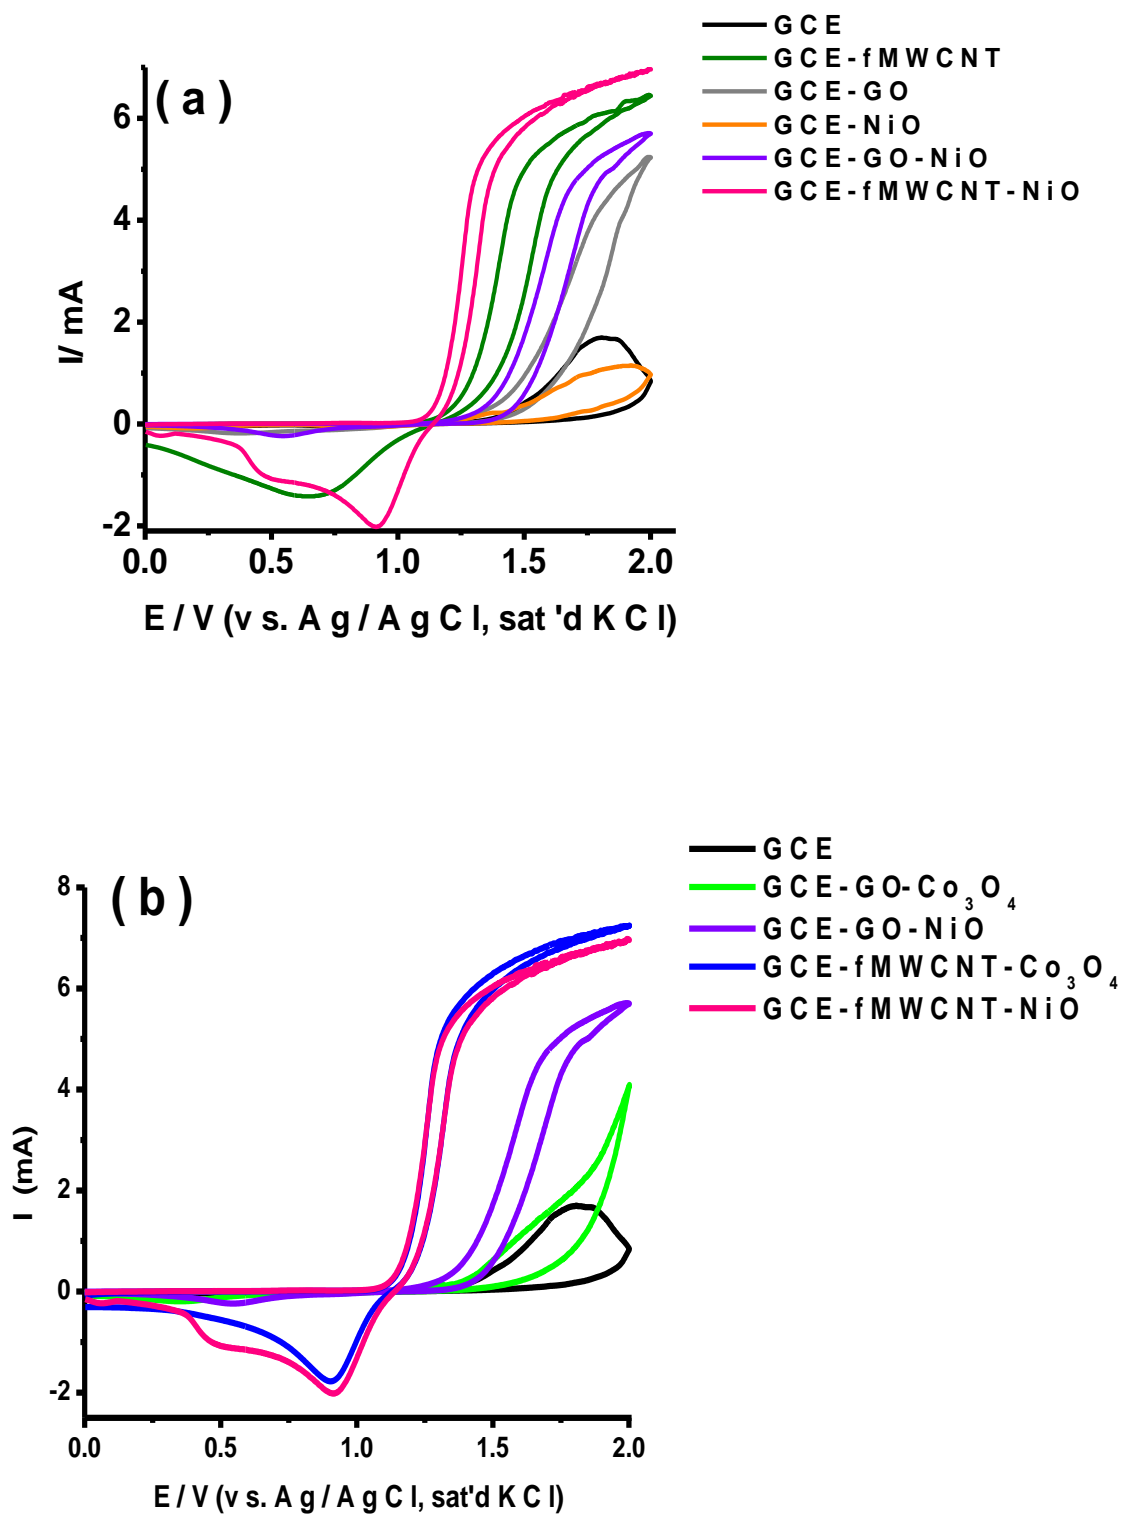 (a)
GCE
GCE-fMWCNT
GCE-GO
GCE-NiO
GCE-GO-NiO
GCE-fMWCNT-NiO
6
4
2
0
-2
I/ mA
0.0 0.5 1.0 1.5 2.0
E / V (vs. Ag/AgCl, sat'd KCl)
(b)
GCE
GCE-GO-Co₃O₄
GCE-GO-NiO
GCE-fMWCNT-Co₃O₄
GCE-fMWCNT-NiO
8
6
4
2
0
-2
I (mA)
0.0 0.5 1.0 1.5 2.0
E / V (vs. Ag/AgCl, sat'd KCl)